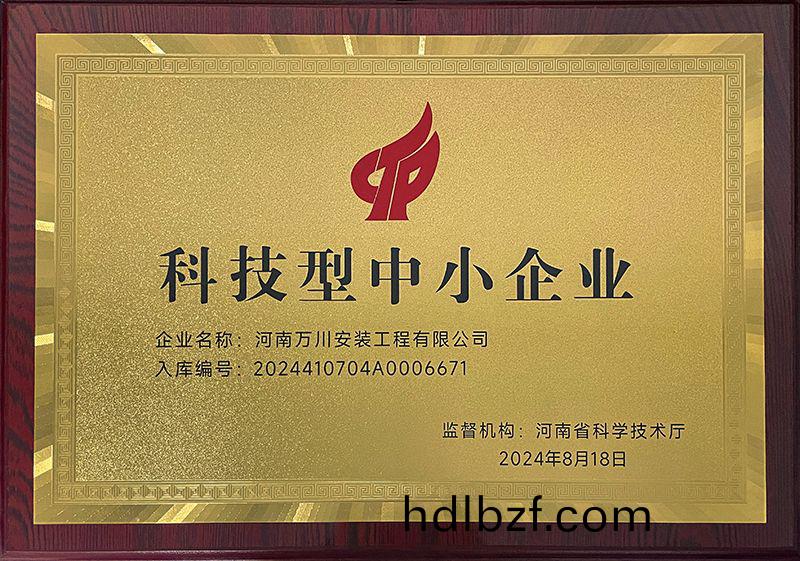 科技型中小企业
企业名称：河南万川安装工程有限公司
入库编号：2024410704A0006671
监督机构：河南省科学技术厅
2024年8月18日
hdlbzf.com